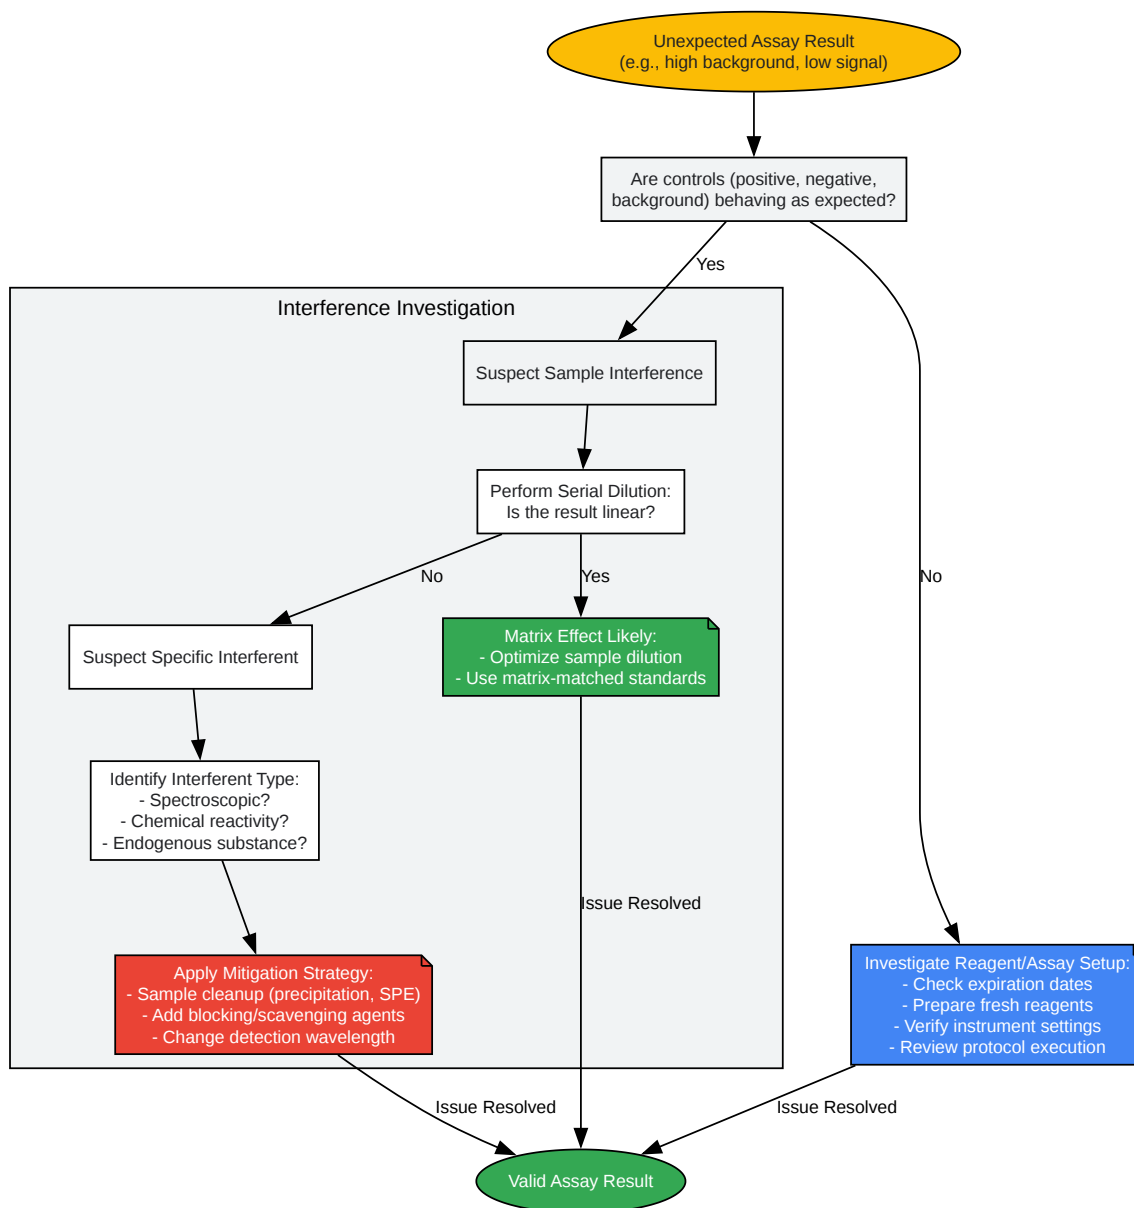 Unexpected Assay Result
(e.g., high background, low signal)
Are controls (positive, negative,
background) behaving as expected?
Yes
Interference Investigation
Suspect Sample Interference
Perform Serial Dilution:
Is the result linear?
No
Yes
No
Matrix Effect Likely:
- Optimize sample dilution
- Use matrix-matched standards
Suspect Specific Interferent
Identify Interferent Type:
- Spectroscopic?
- Chemical reactivity?
- Endogenous substance?
Issue Resolved
Apply Mitigation Strategy:
- Sample cleanup (precipitation, SPE)
- Add blocking/scavenging agents
- Change detection wavelength
Investigate Reagent/Assay Setup:
- Check expiration dates
- Prepare fresh reagents
- Verify instrument settings
- Review protocol execution
Issue Resolved
Issue Resolved
Valid Assay Result